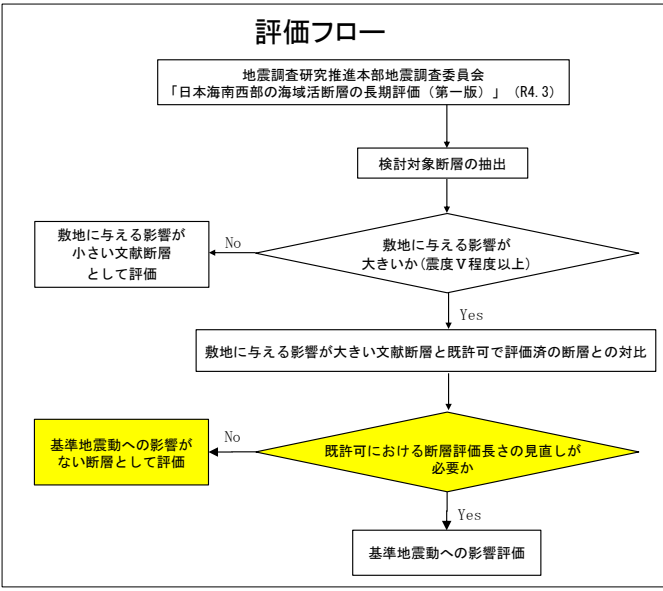 評価フロー
地震調査研究推進本部地震調査委員会
「日本海南西部の海域活断層の長期評価（第一版）」（R4.3）
検討対象断層の抽出
敷地に与える影響が
小さい文献断層
として評価
No
敷地に与える影響が
大きいか(震度Ⅴ程度以上)
Yes
敷地に与える影響が大きい文献断層と既許可で評価済の断層との対比
基準地震動への影響が
ない断層として評価
No
既許可における断層評価長さの見直しが
必要か
Yes
基準地震動への影響評価